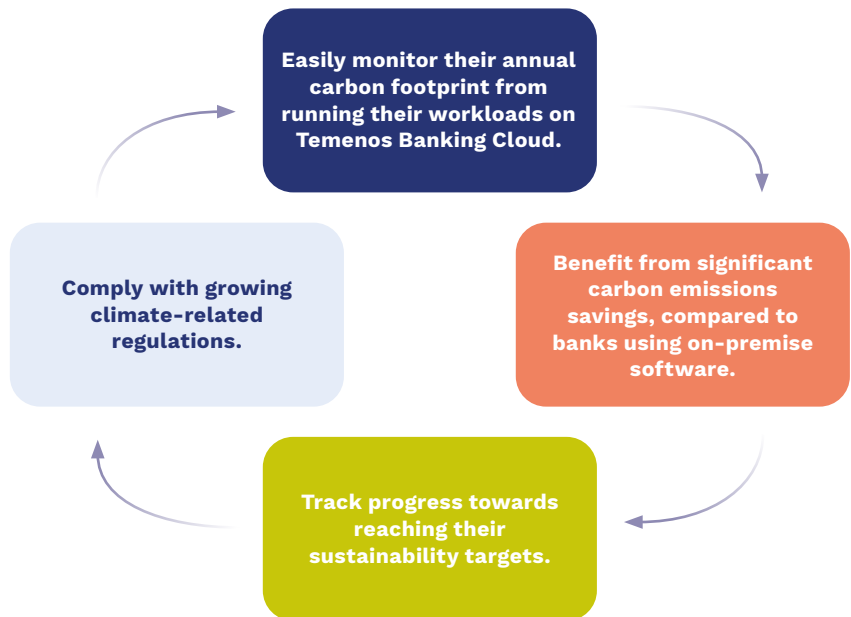 Easily monitor their annual
carbon footprint from
running their workloads on
Temenos Banking Cloud.
Benefit from significant
carbon emissions
savings, compared to
banks using on-premise
software.
Track progress towards
reaching their
sustainability targets.
Comply with growing
climate-related
regulations.